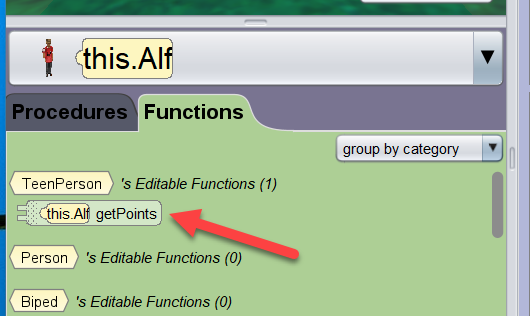 this.Alf
Procedures Functions
group by category
TeenPerson 's Editable Functions (1)
this.Alf getPoints
Person 's Editable Functions (0)
Biped 's Editable Functions (0)